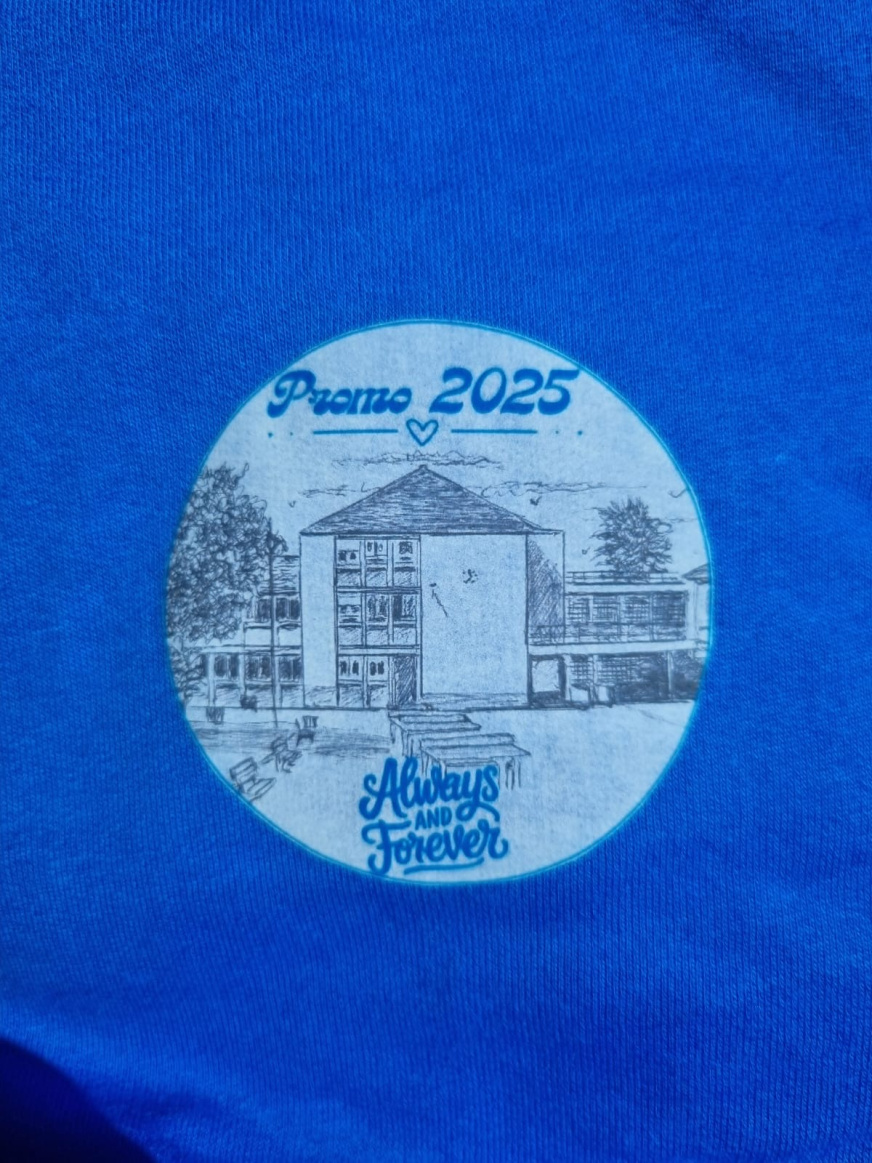 Promo 2025
Always
AND
Forever